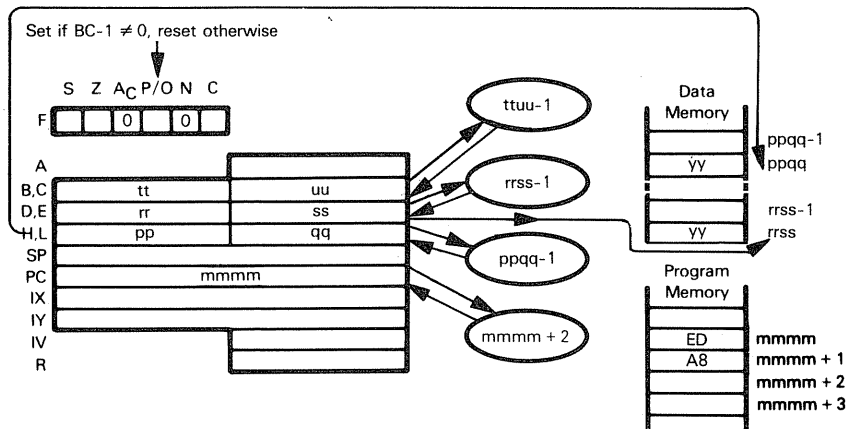 Set if BC-1 ≠ 0, reset otherwise
S Z AC P/O N C
F 0 0
A
B,C tt uu
D,E rr ss
H,L pp qq
SP
PC mmmm
IX
IY
IV
R
ttuu-1
rrss-1
ppqq-1
mmmm + 2
Data
Memory
ppqq-1
yy ppqq
rrss-1
yy rrss
Program
Memory
ED mmmm
A8 mmmm + 1
mmmm + 2
mmmm + 3